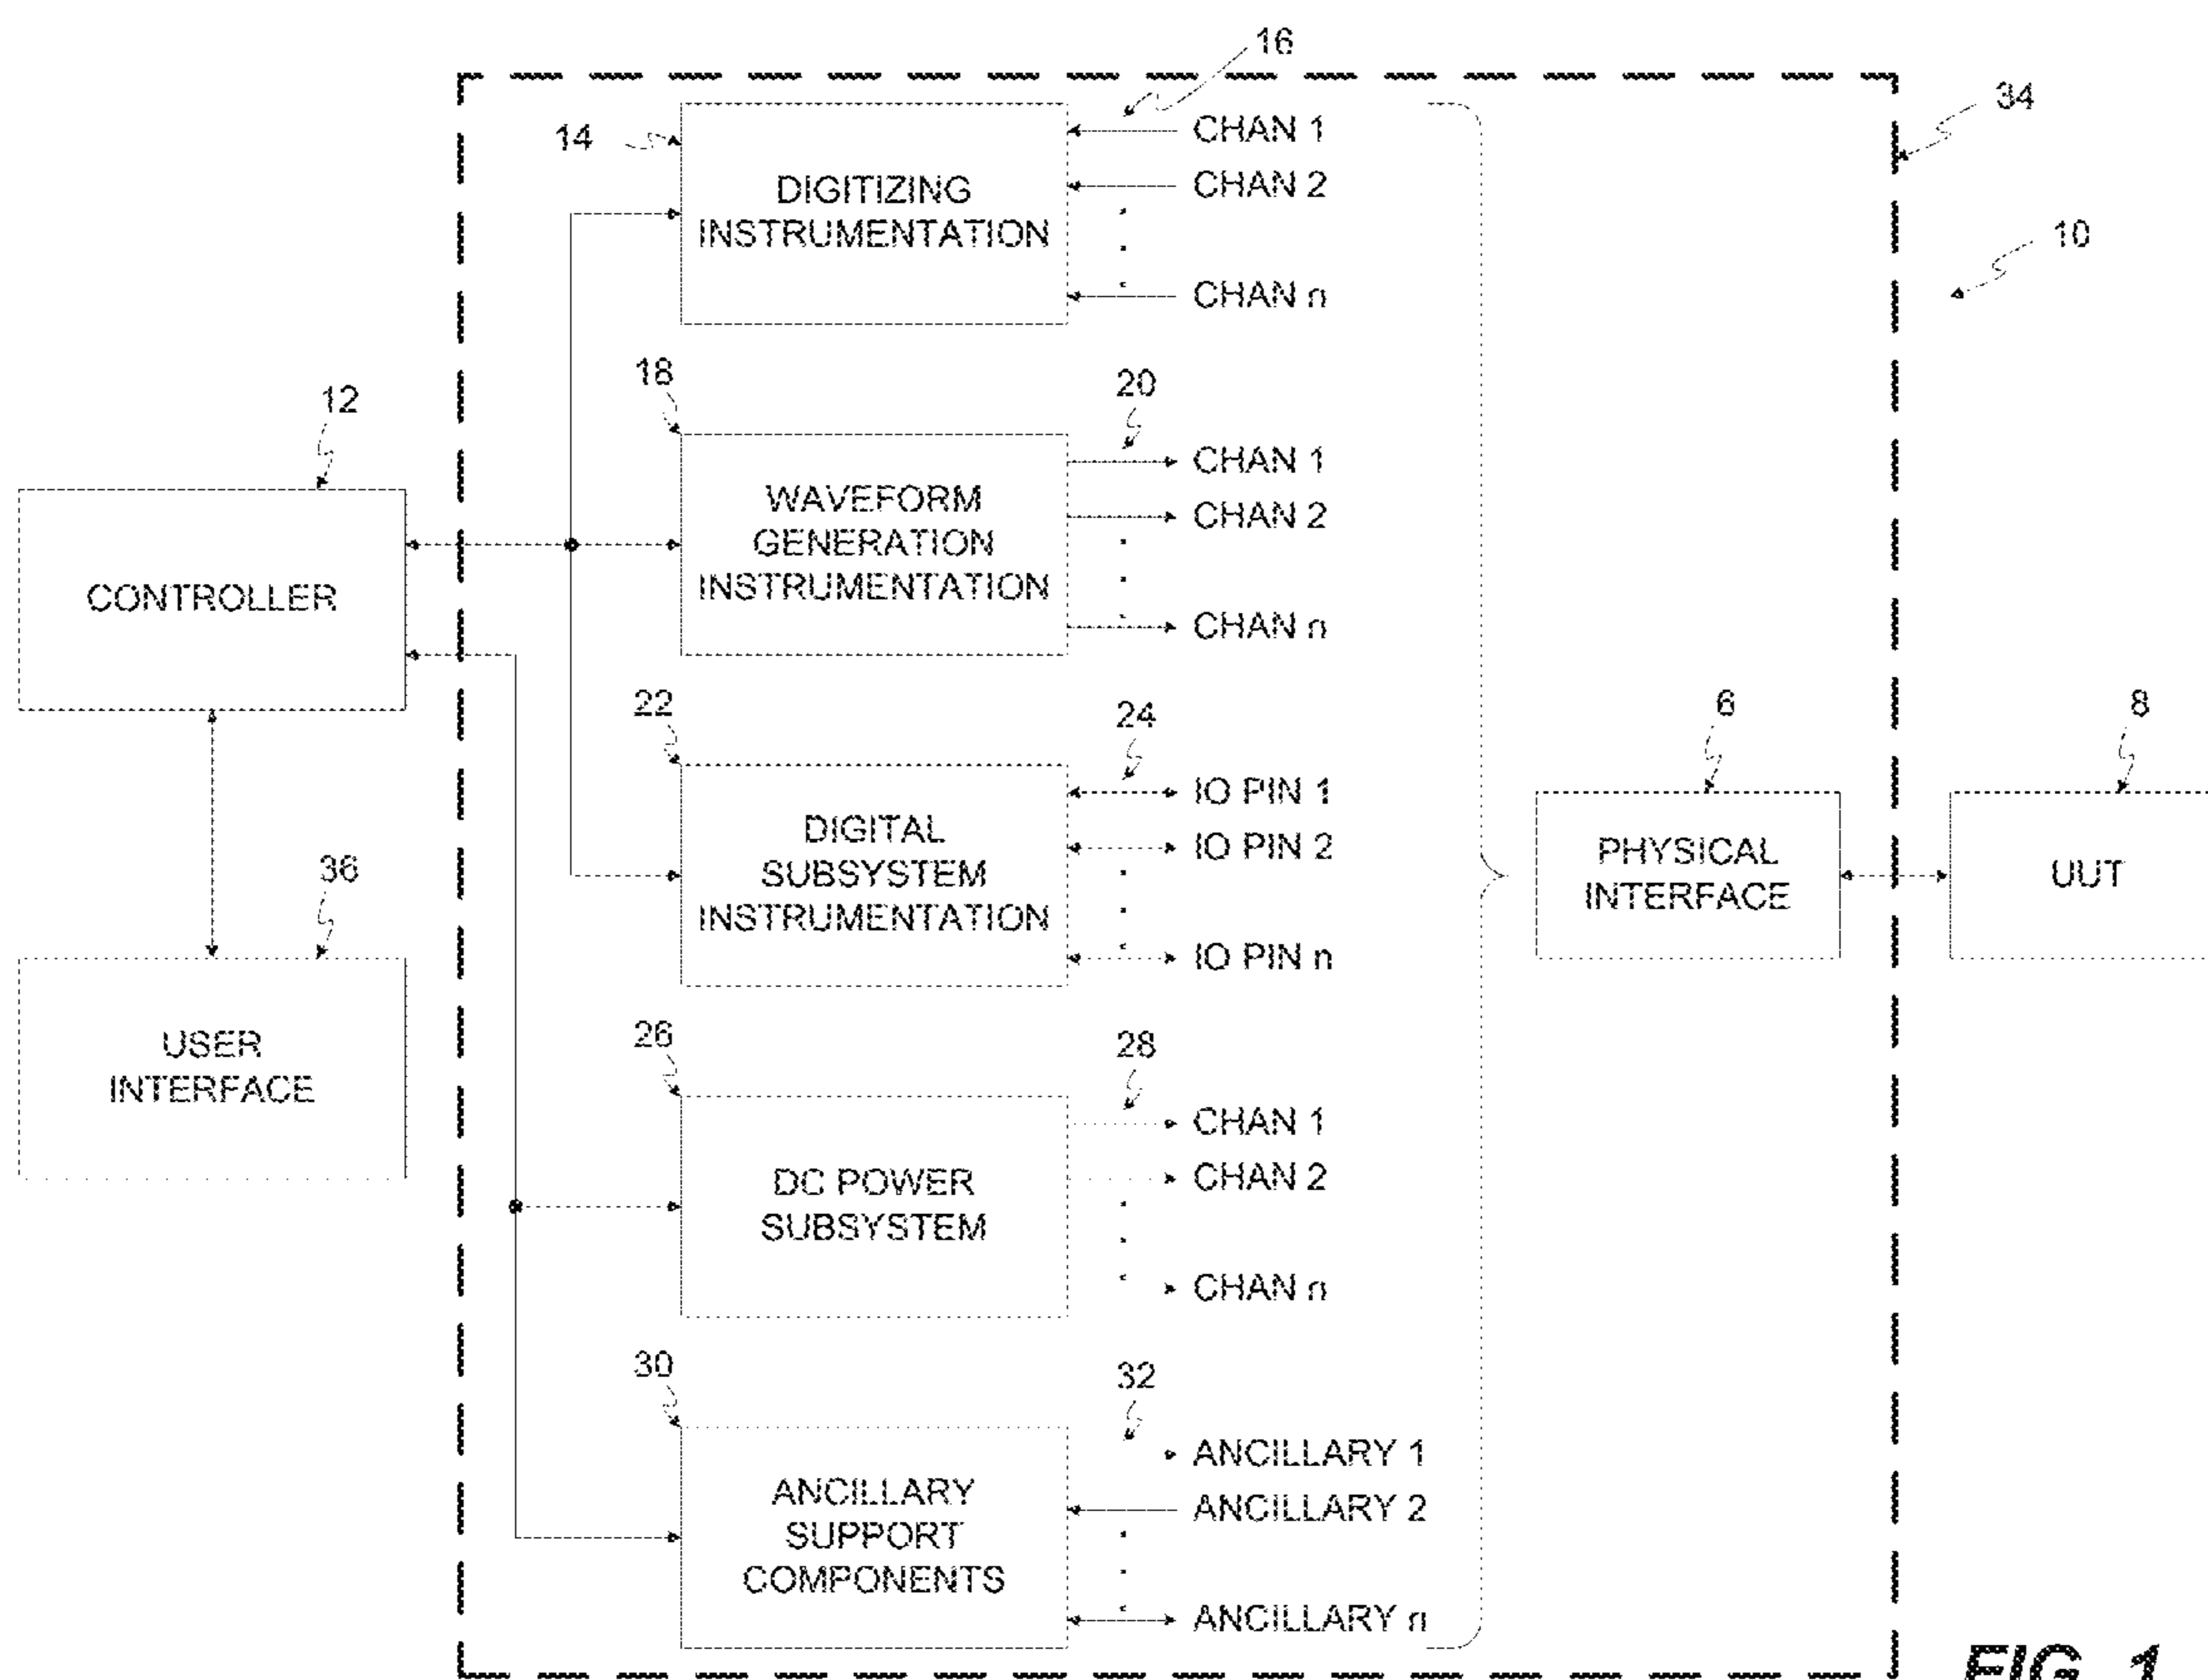 16
34
14
CHAN 1
DIGITIZING
INSTRUMENTATION
CHAN 2
10
CHAN n
18
20
12
CHAN 1
WAVEFORM
GENERATION
INSTRUMENTATION
CHAN 2
CONTROLLER
CHAN n
22
24
6
8
IO PIN 1
DIGITAL
SUBSYSTEM
INSTRUMENTATION
IO PIN 2
PHYSICAL
INTERFACE
UUT
36
IO PIN n
USER
INTERFACE
26
28
CHAN 1
DC POWER
SUBSYSTEM
CHAN 2
CHAN n
30
32
ANCILLARY 1
ANCILLARY
SUPPORT
COMPONENTS
ANCILLARY 2
ANCILLARY n
FIG. 1